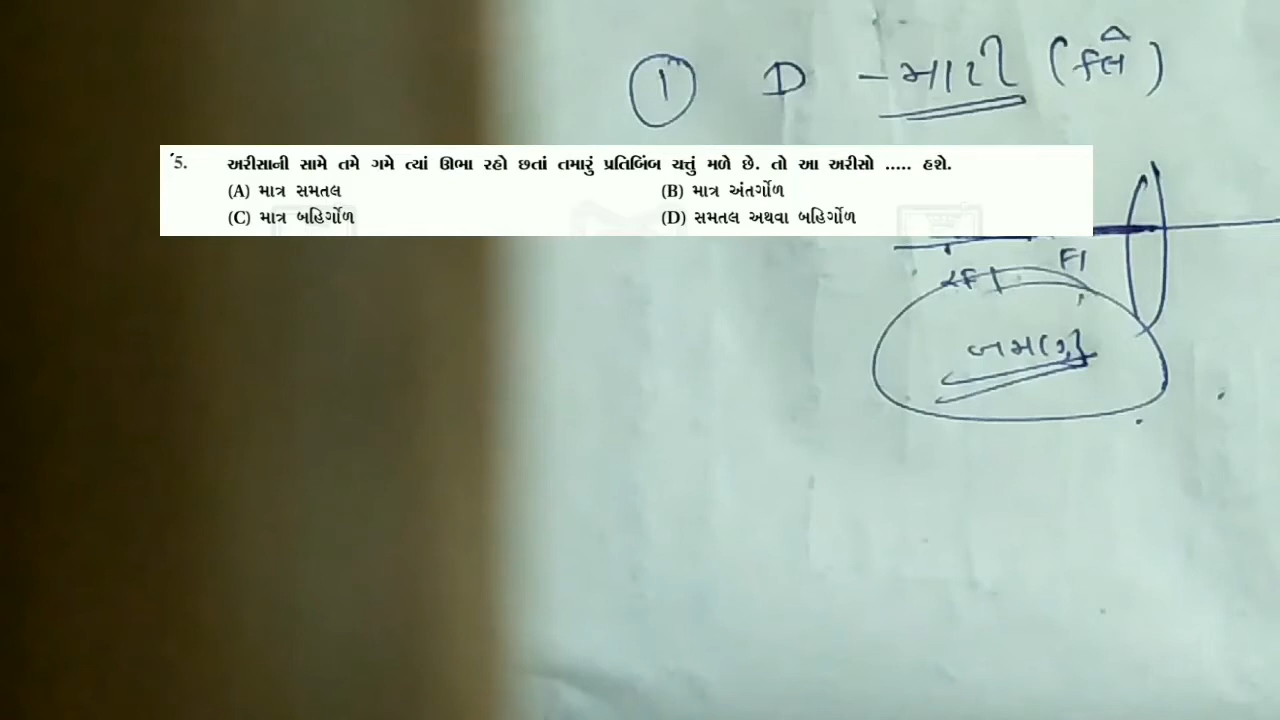 ① D – માટી (ક્લે)
5. અરીસાની સામે તમે ગમે ત્યાં ઊભા રહો છતાં તમારું પ્રતિબિંબ ચત્તું મળે છે. તો આ અરીસો ..... હશે.
(A) માત્ર સમતલ (B) માત્ર અંતર્ગોળ
(C) માત્ર બહિર્ગોળ (D) સમતલ અથવા બહિર્ગોળ
2F1 F1